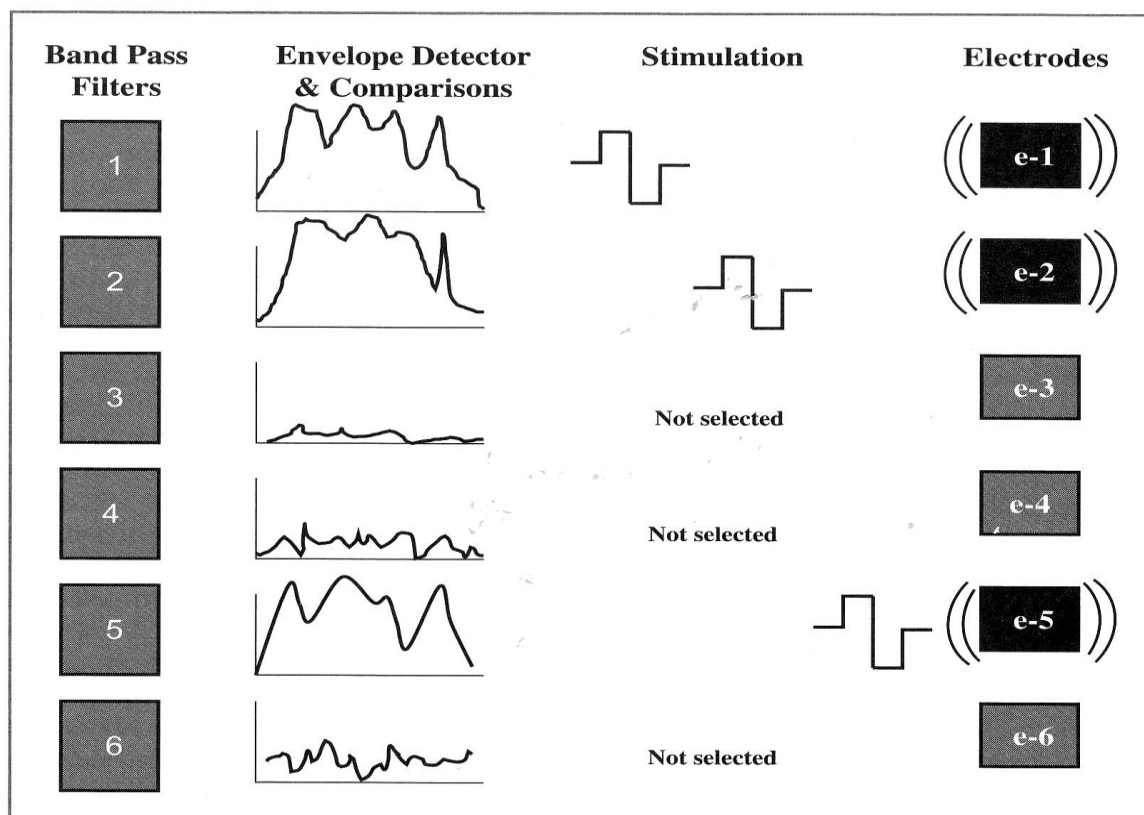 Band Pass
Filters
Envelope Detector
& Comparisons
Stimulation
Electrodes
1
e-1
2
e-2
3
Not selected
e-3
4
Not selected
e-4
5
e-5
6
Not selected
e-6